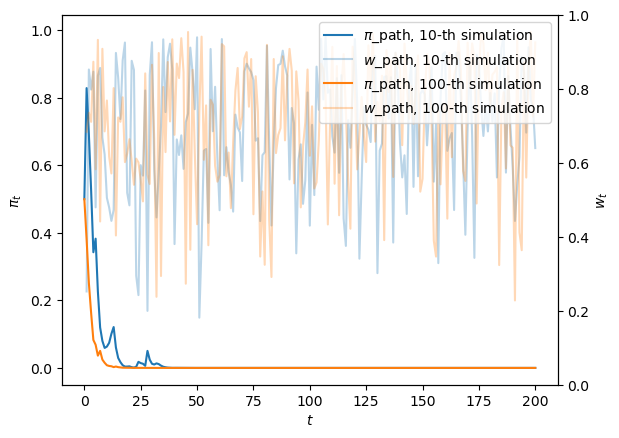 π_path, 10-th simulation
w_path, 10-th simulation
π_path, 100-th simulation
w_path, 100-th simulation
1.0
0.8
0.6
0.4
0.2
0.0
π_t
1.0
0.8
0.6
0.4
0.2
0.0
w_t
0 25 50 75 100 125 150 175 200
t